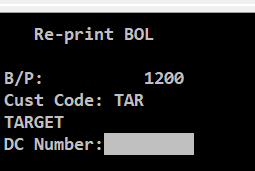 Re-print BOL
B/P: 1200
Cust Code: TAR
TARGET
DC Number: